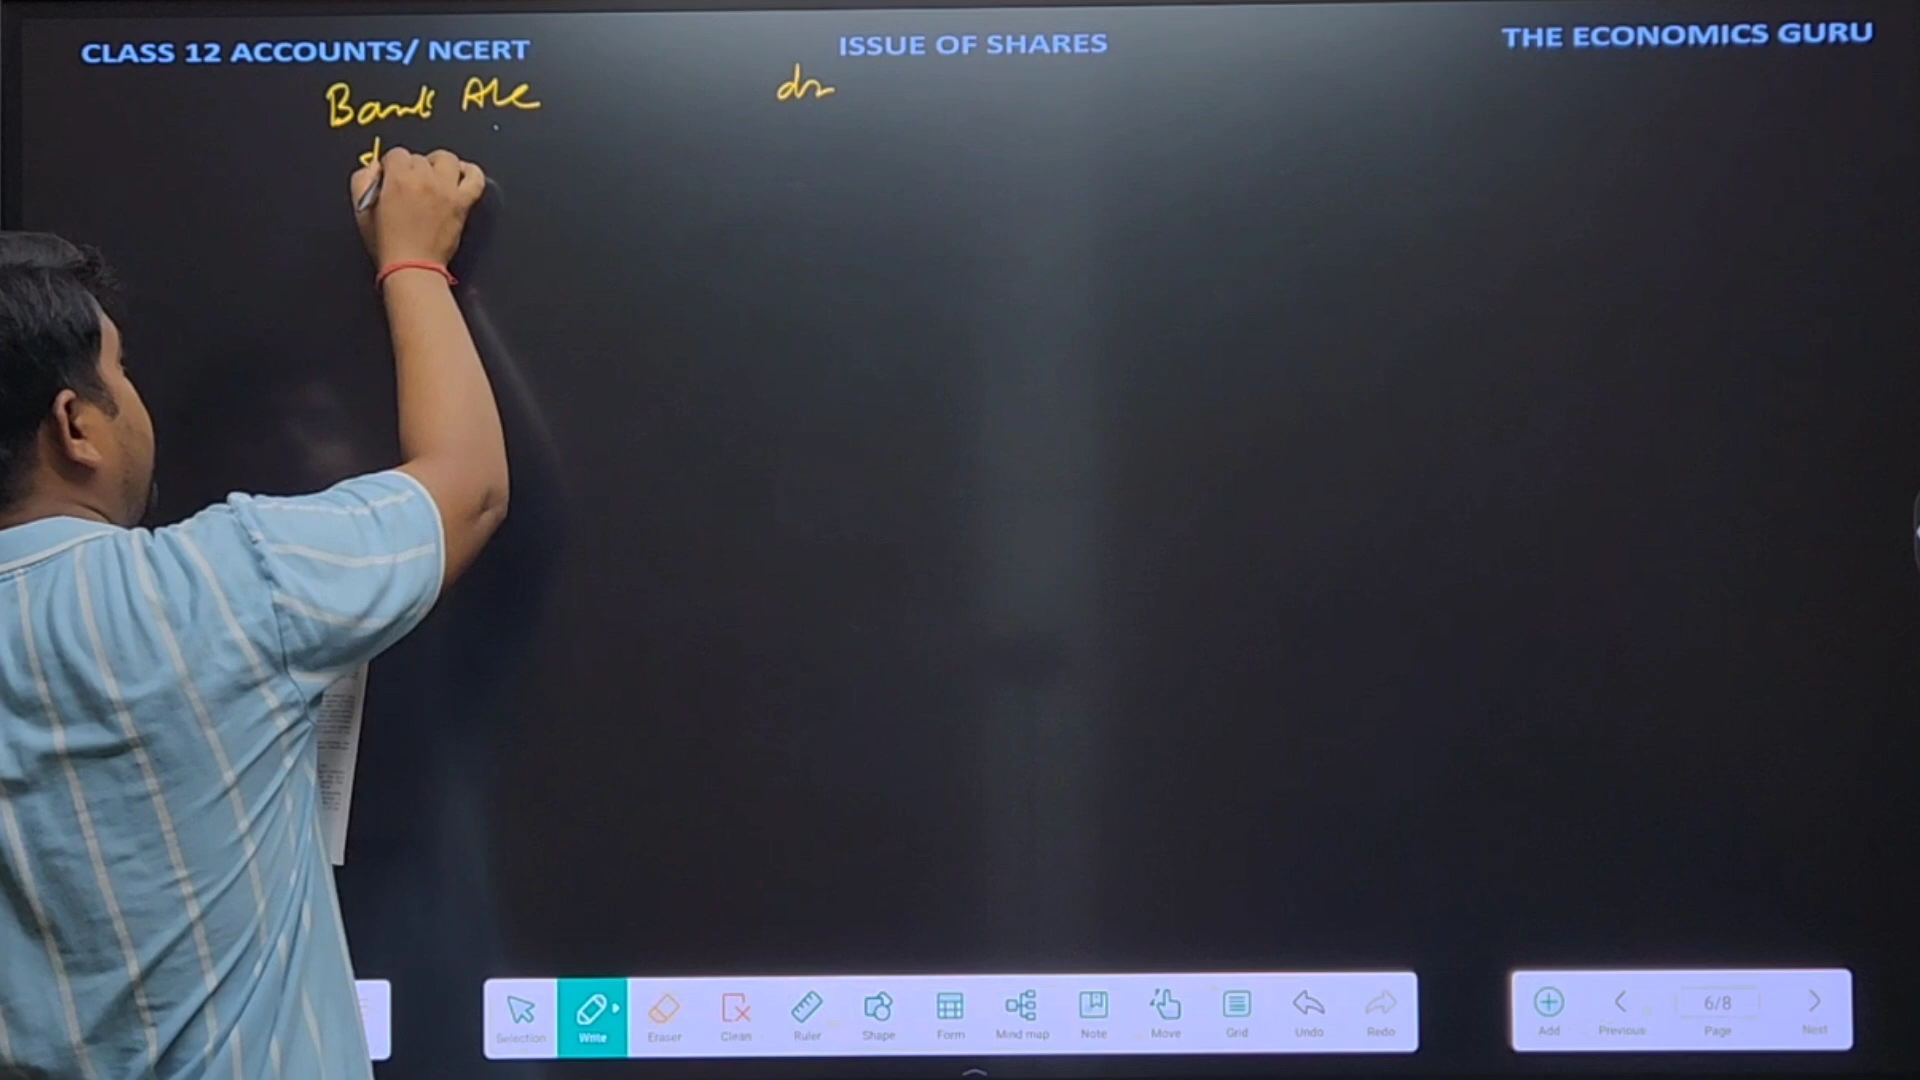 CLASS 12 ACCOUNTS/ NCERT
ISSUE OF SHARES
THE ECONOMICS GURU
Bank A/c dr
Selection
Write
Eraser
Clean
Ruler
Shape
Form
Mind map
Note
Move
Grid
Undo
Redo
Add
Previous
6/8
Page
Next